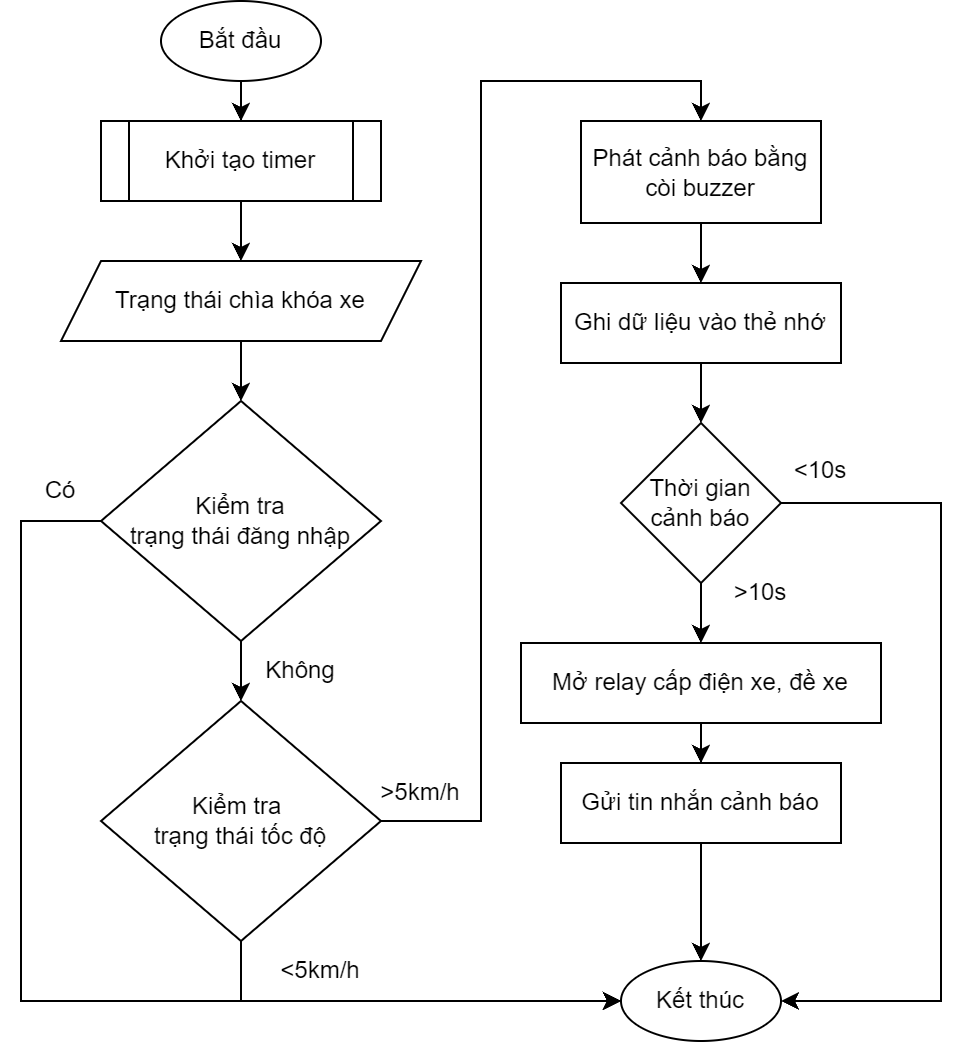 Bắt đầu
Khởi tạo timer
Trạng thái chìa khóa xe
Có
Kiểm tra
trạng thái đăng nhập
Không
Kiểm tra
trạng thái tốc độ
>5km/h
<5km/h
Phát cảnh báo bằng
còi buzzer
Ghi dữ liệu vào thẻ nhớ
Thời gian
cảnh báo
<10s
>10s
Mở relay cấp điện xe, đề xe
Gửi tin nhắn cảnh báo
Kết thúc